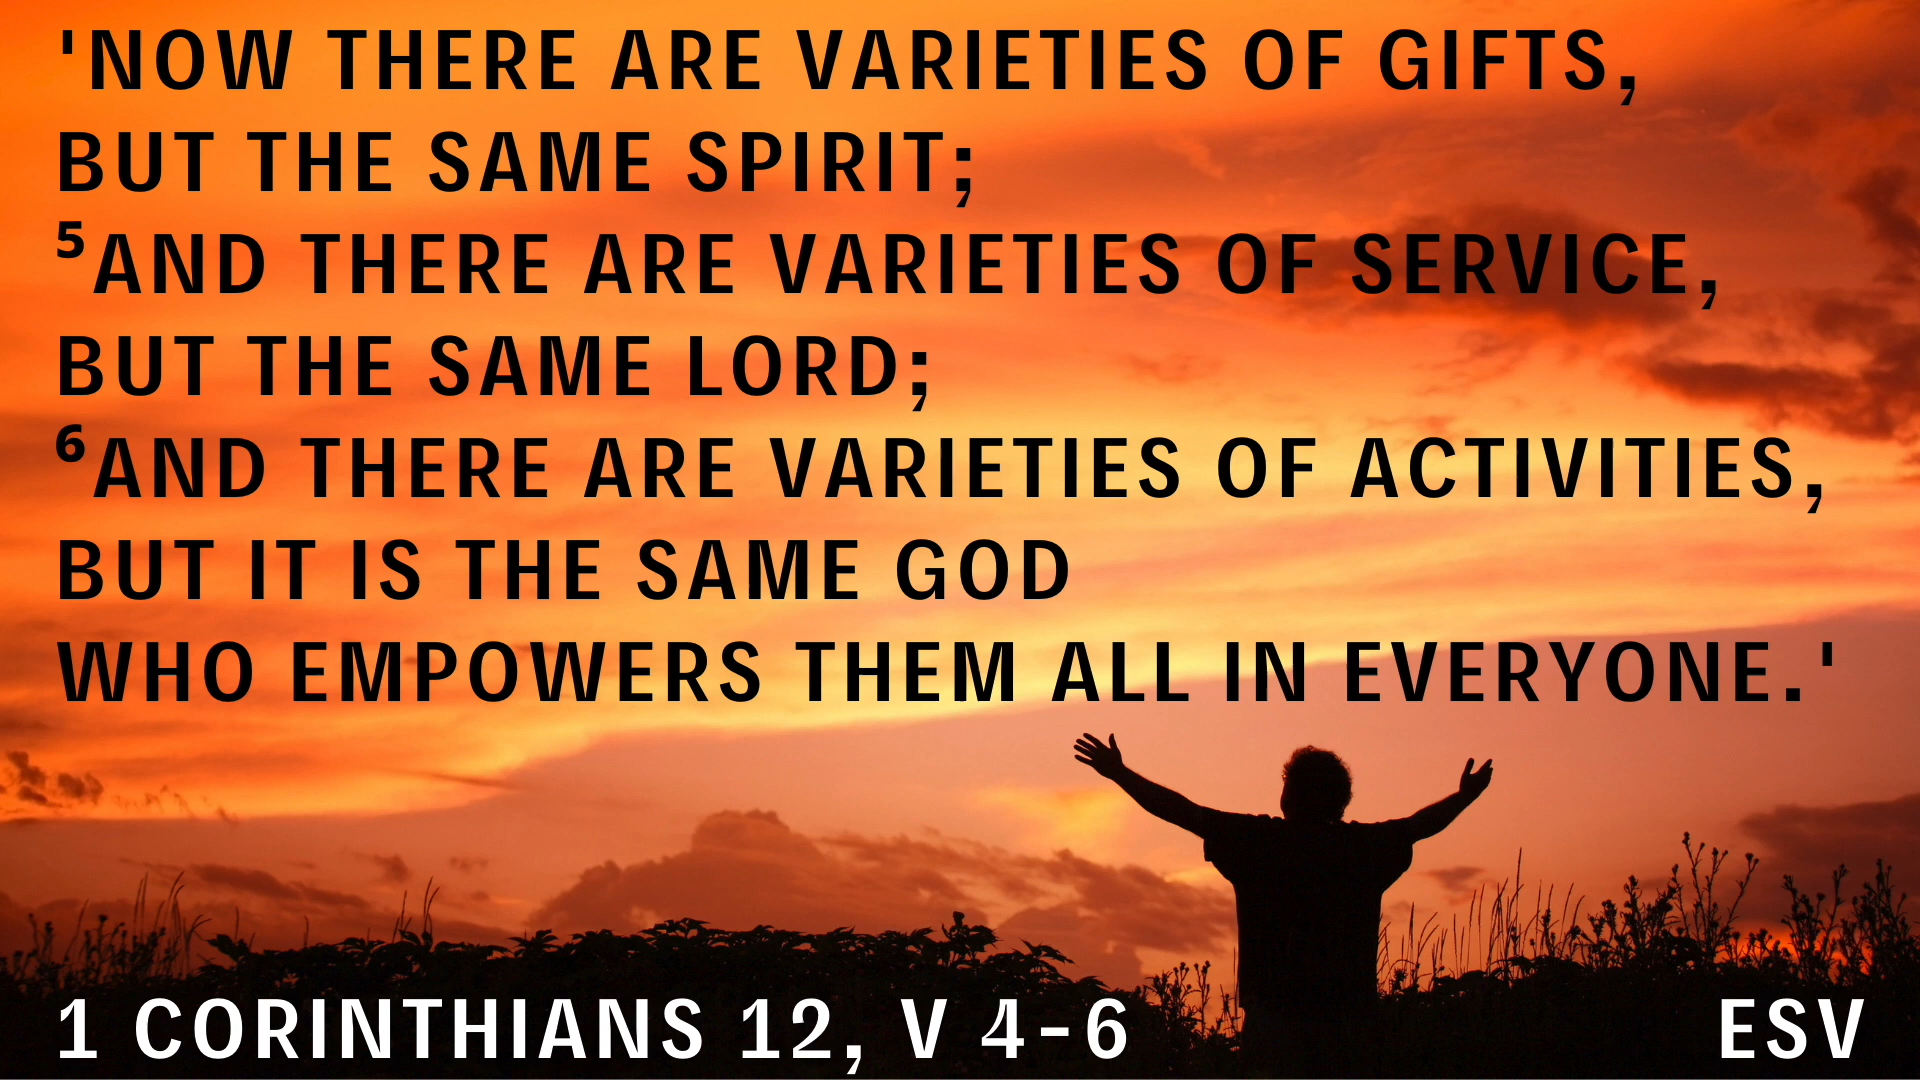 'NOW THERE ARE VARIETIES OF GIFTS,
BUT THE SAME SPIRIT;
⁵AND THERE ARE VARIETIES OF SERVICE,
BUT THE SAME LORD;
⁶AND THERE ARE VARIETIES OF ACTIVITIES,
BUT IT IS THE SAME GOD
WHO EMPOWERS THEM ALL IN EVERYONE.'
1 CORINTHIANS 12, V 4-6 ESV